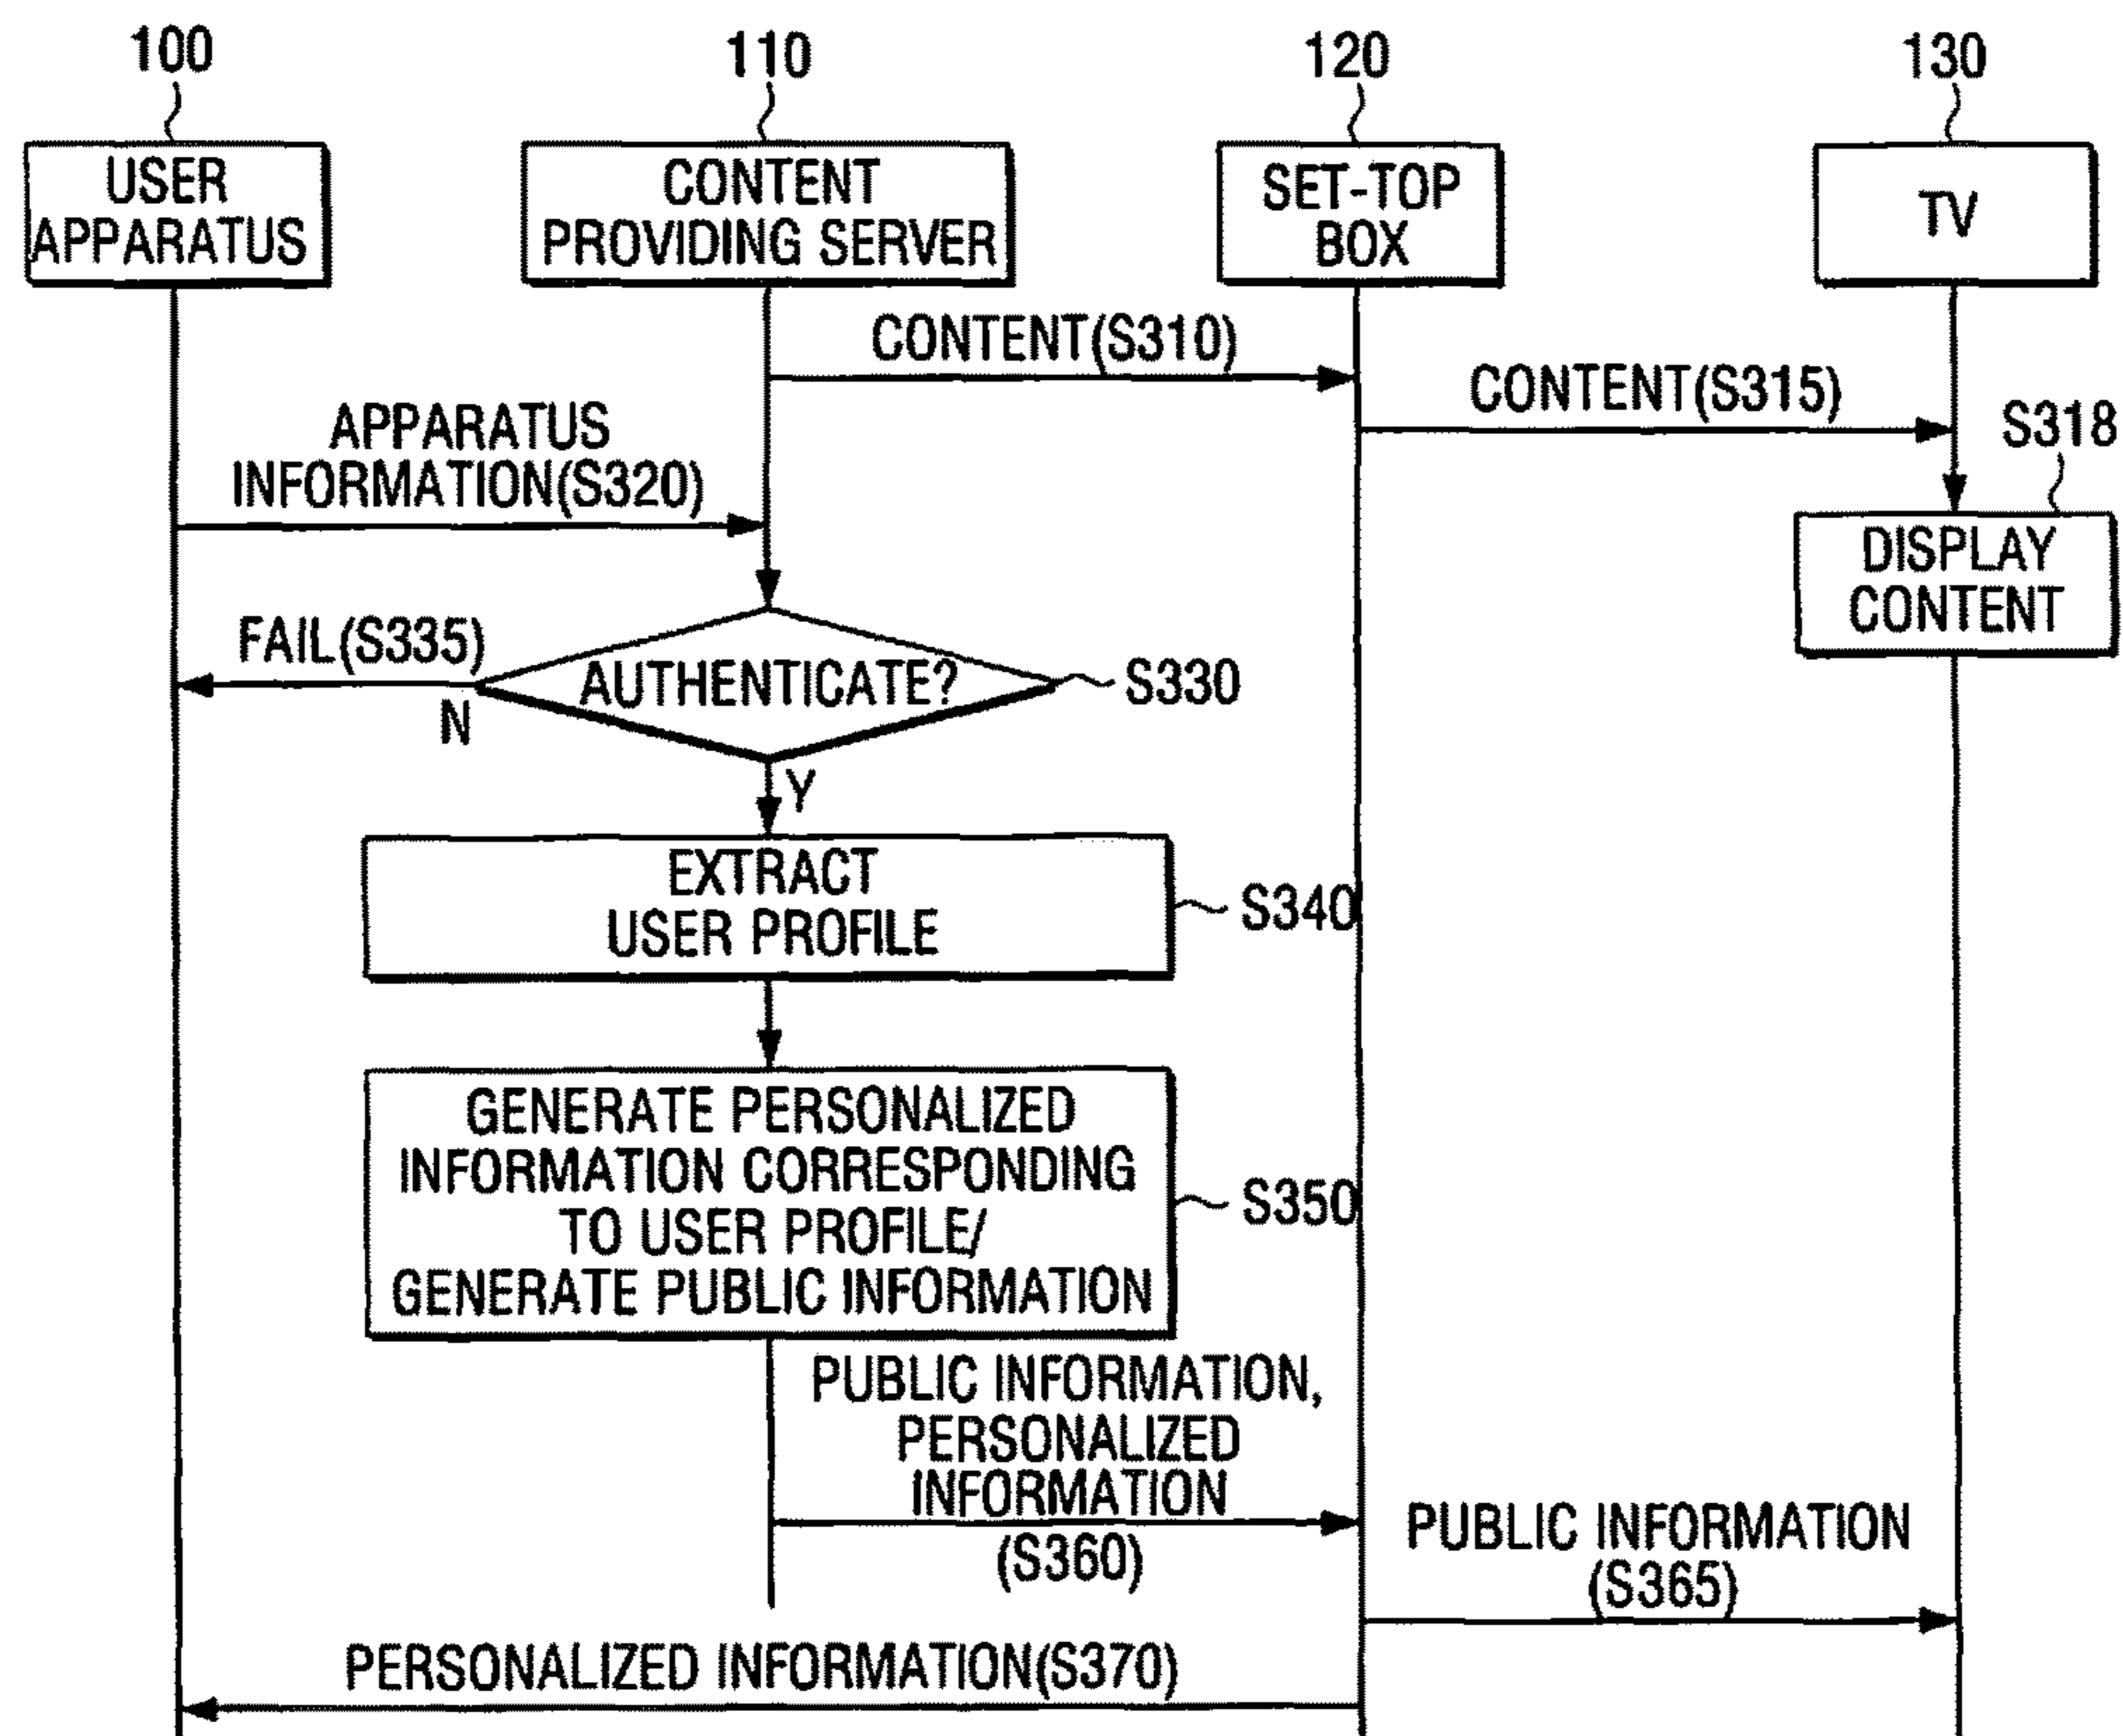 100
110
120
130
USER
APPARATUS
CONTENT
PROVIDING SERVER
SET-TOP
BOX
TV
CONTENT(S310)
CONTENT(S315)
S318
APPARATUS
INFORMATION(S320)
DISPLAY
CONTENT
FAIL(S335)
N
AUTHENTICATE?
S330
Y
EXTRACT
USER PROFILE
S340
GENERATE PERSONALIZED
INFORMATION CORRESPONDING
TO USER PROFILE/
GENERATE PUBLIC INFORMATION
S350
PUBLIC INFORMATION,
PERSONALIZED
INFORMATION
(S360)
PUBLIC INFORMATION
(S365)
PERSONALIZED INFORMATION(S370)